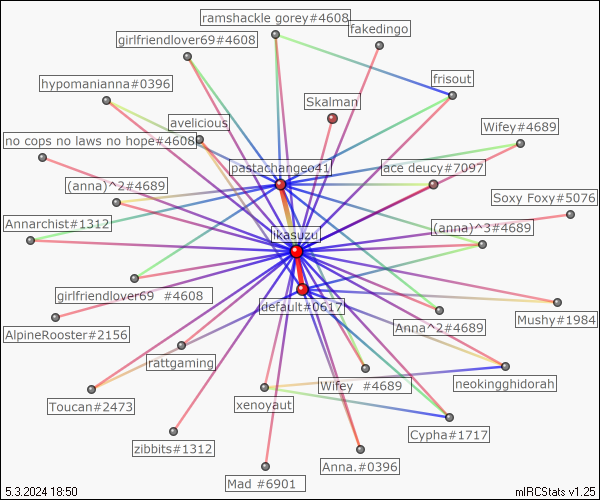 ramshackle gorey#4608
fakedingo
girlfriendlover69#4608
frisout
hypomanianna#0396
Skalman
avelicious
Wifey#4689
no cops no laws no hope#4608
pastachangeo41
ace deucy#7097
(anna)^2#4689
Soxy Foxy#5076
Annarchist#1312
(anna)^3#4689
ikasuzu
girlfriendlover69 #4608
default#0617
Mushy#1984
AlpineRooster#2156
Anna^2#4689
rattgaming
Wifey #4689
neokingghidorah
Toucan#2473
xenoyaut
Cypha#1717
zibbits#1312
Anna.#0396
Mad #6901
5.3.2024 18:50
mIRCStats v1.25